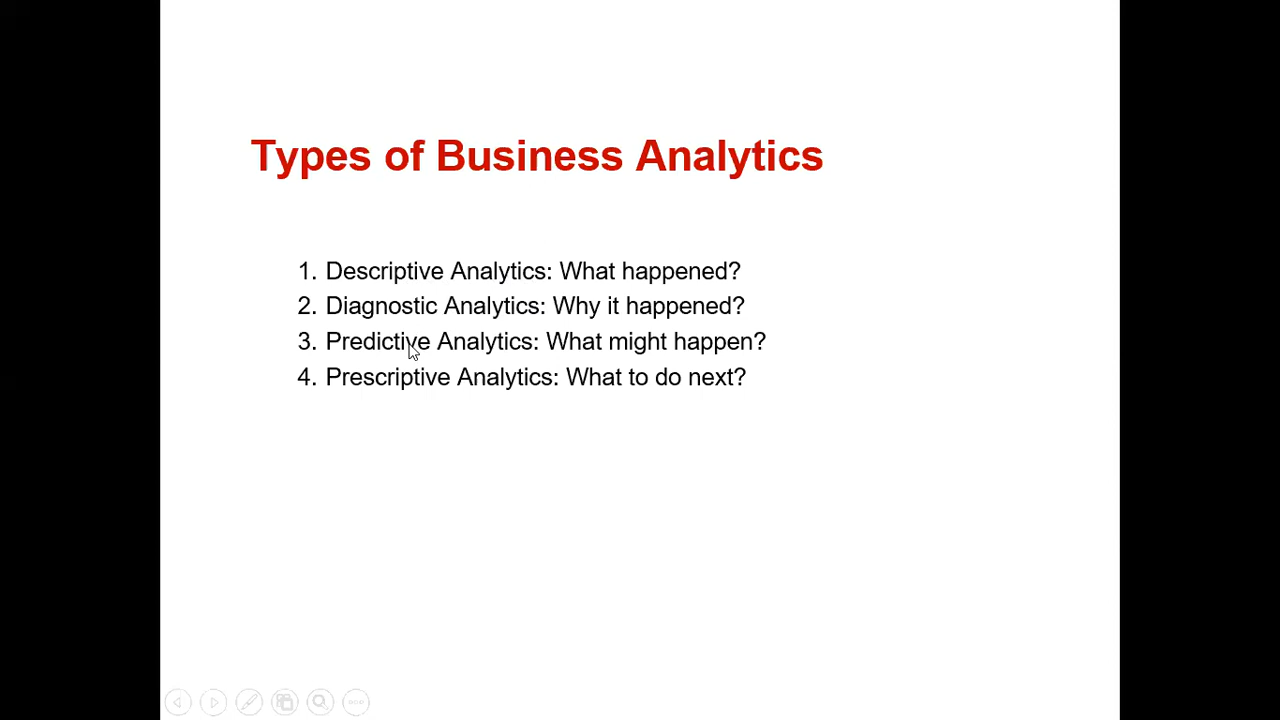 Types of Business Analytics
1. Descriptive Analytics: What happened?
2. Diagnostic Analytics: Why it happened?
3. Predictive Analytics: What might happen?
4. Prescriptive Analytics: What to do next?